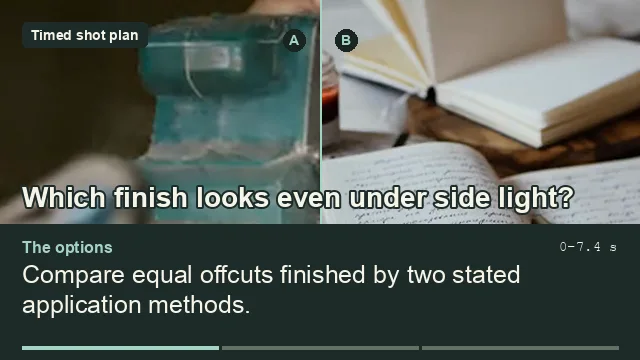 Timed shot plan
A
B
Which finish looks even under side light?
The options
0–7.4 s
Compare equal offcuts finished by two stated
application methods.